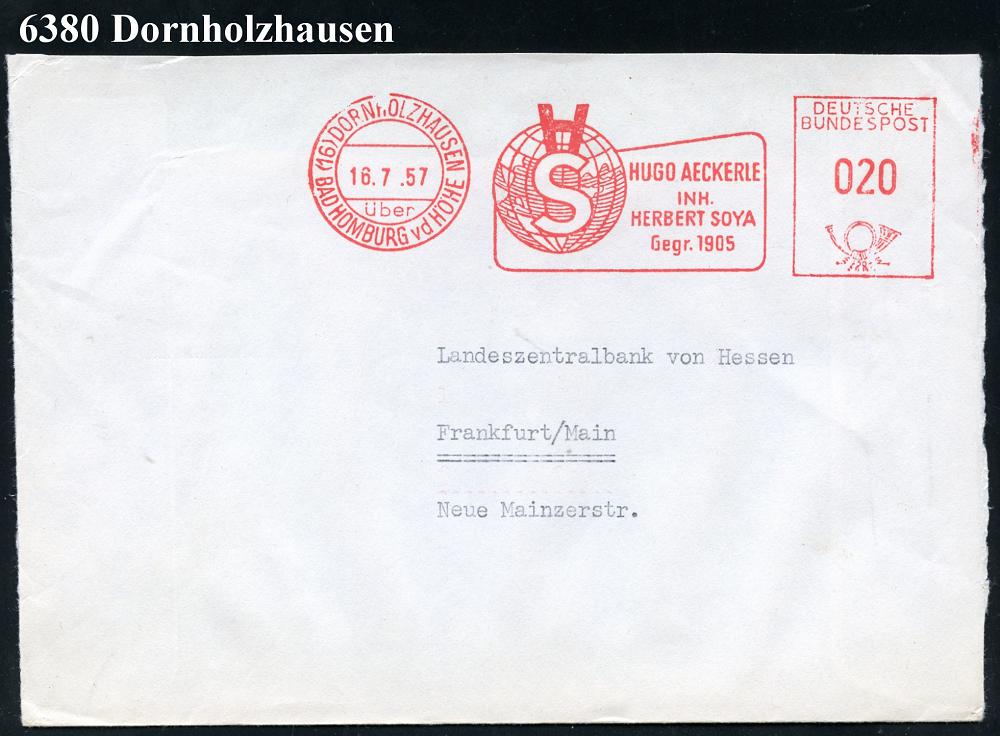 6380 Dornholzhausen
(16) DORNHOLZHAUSEN
16.7.57
über
BAD HOMBURG v d HÖHE
H
S
HUGO AECKERLE
INH.
HERBERT SOYA
Gegr. 1905
DEUTSCHE
BUNDESPOST
020
Landeszentralbank von Hessen
Frankfurt/Main
Neue Mainzerstr.